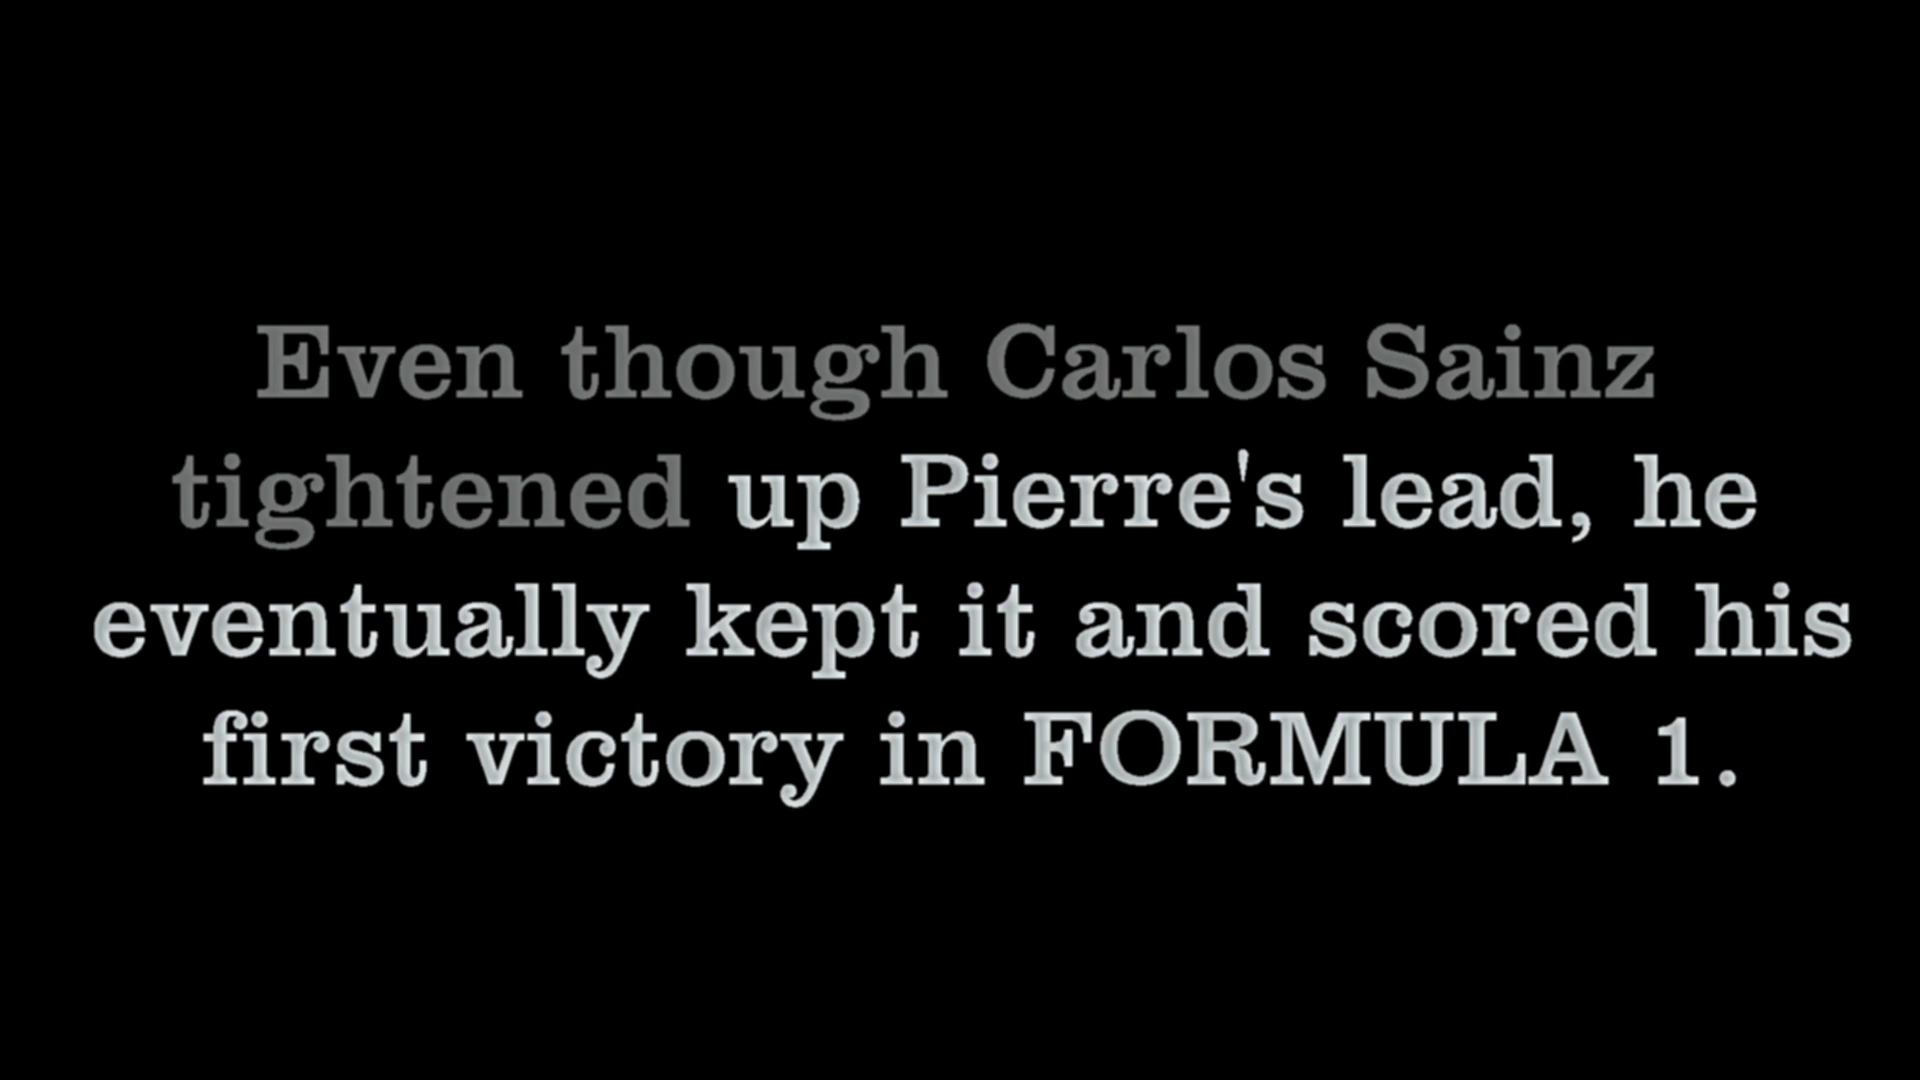 Even though Carlos Sainz
tightened up Pierre's lead, he
eventually kept it and scored his
first victory in FORMULA 1.